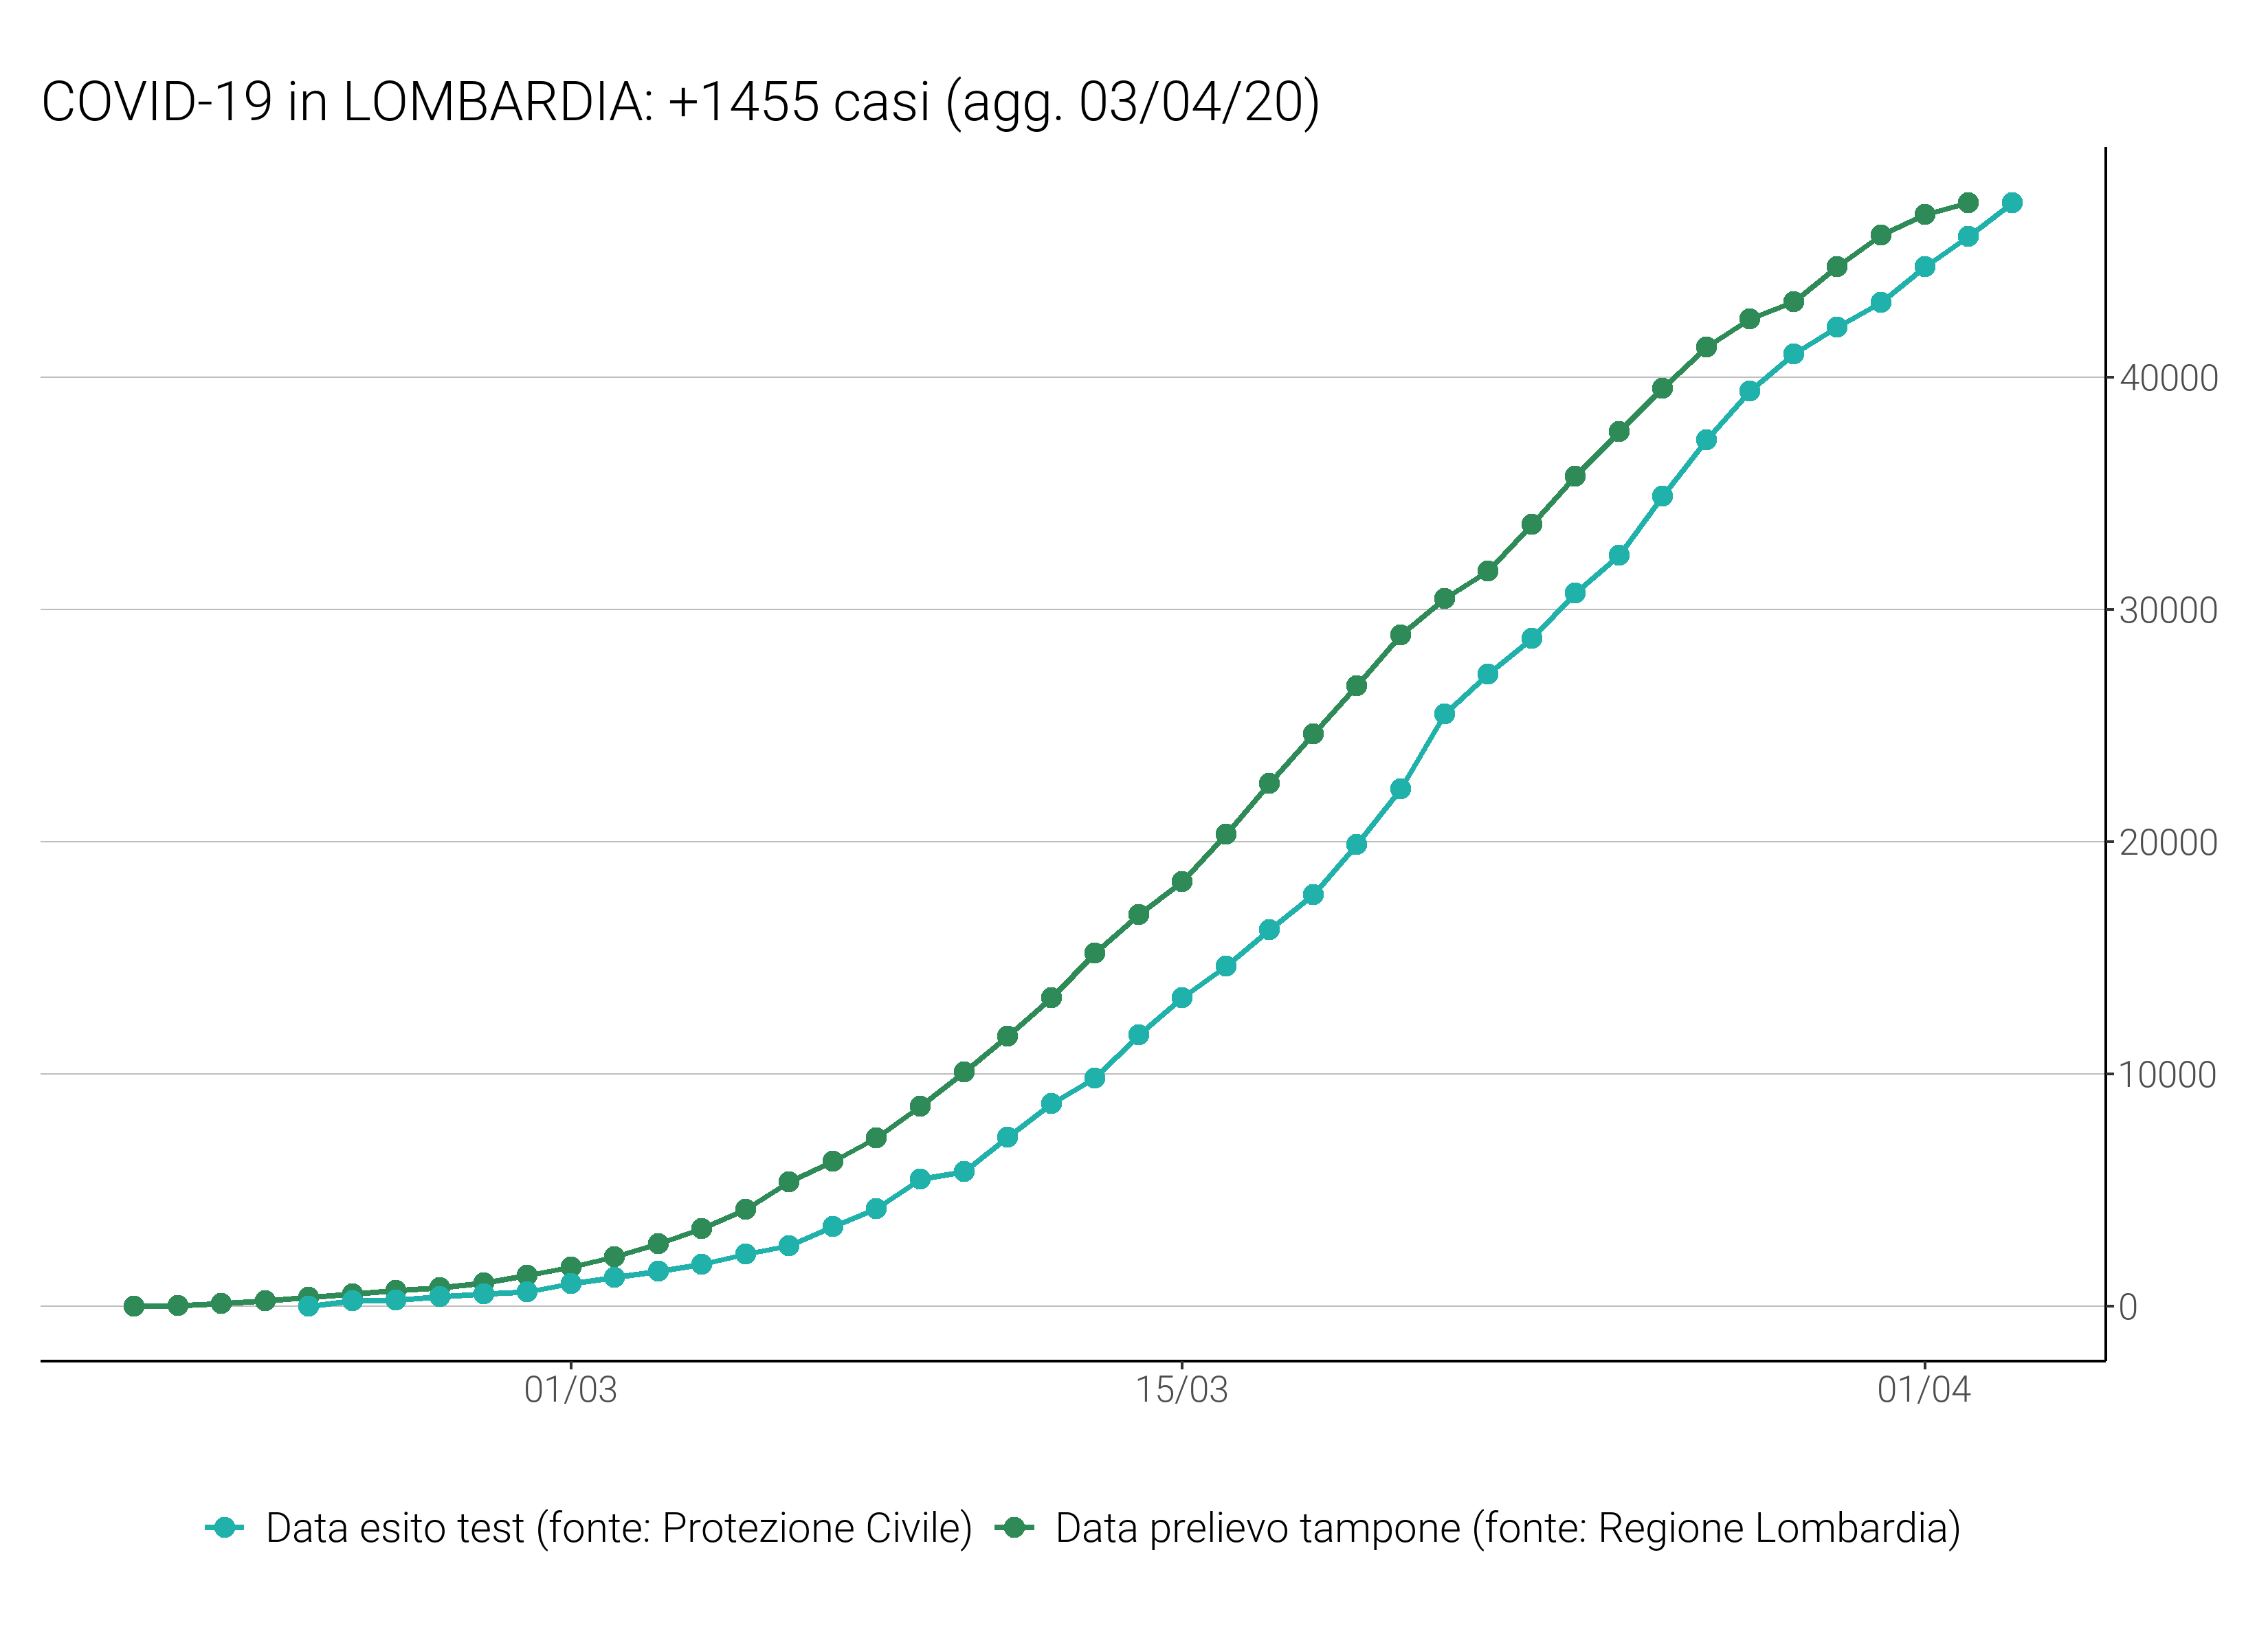 COVID-19 in LOMBARDIA: +1455 casi (agg. 03/04/20)
40000
30000
20000
10000
0
01/03 15/03 01/04
Data esito test (fonte: Protezione Civile) Data prelievo tampone (fonte: Regione Lombardia)